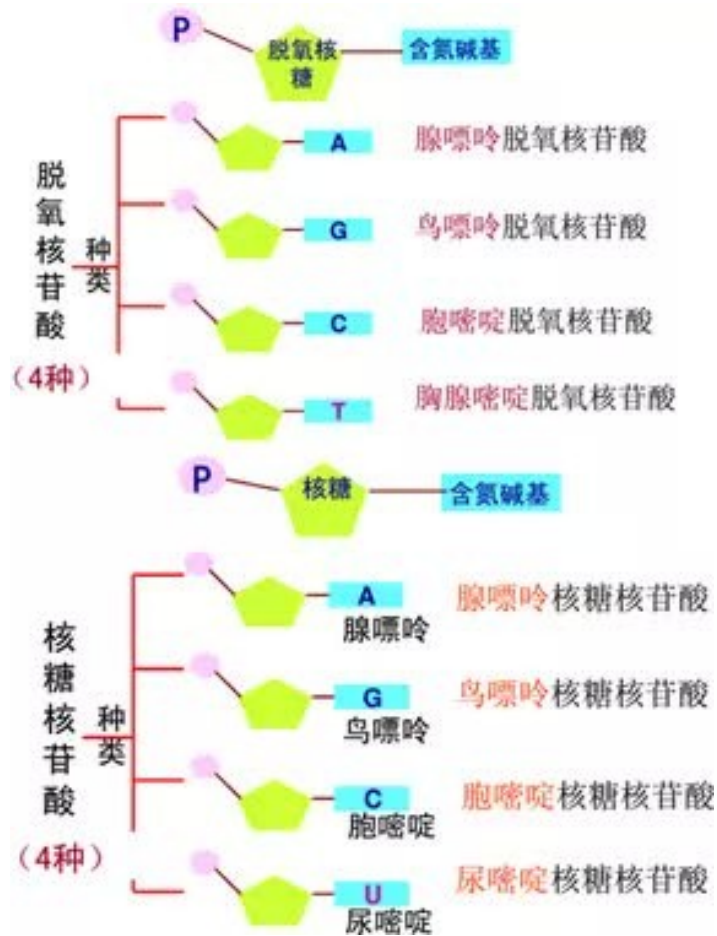 P
脱氧核
糖
含氮碱基
脱氧核苷酸
(4种)
种类
A
腺嘌呤脱氧核苷酸
G
鸟嘌呤脱氧核苷酸
C
胞嘧啶脱氧核苷酸
T
胸腺嘧啶脱氧核苷酸
P
核糖
含氮碱基
核糖核苷酸
(4种)
种类
A
腺嘌呤
腺嘌呤核糖核苷酸
G
鸟嘌呤
鸟嘌呤核糖核苷酸
C
胞嘧啶
胞嘧啶核糖核苷酸
U
尿嘧啶
尿嘧啶核糖核苷酸